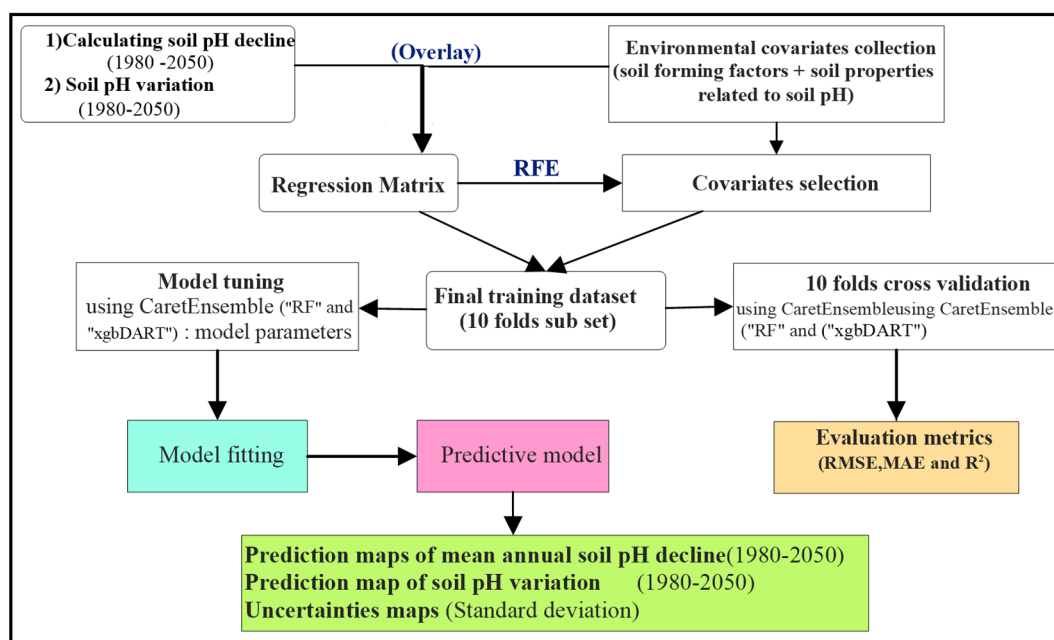 1)Calculating soil pH decline
(1980 -2050)
2) Soil pH variation
(1980-2050)
(Overlay)
Environmental covariates collection
(soil forming factors + soil properties
related to soil pH)
Regression Matrix
RFE
Covariates selection
Model tuning
using CaretEnsemble ("RF" and
"xgbDART") : model parameters
Final training dataset
(10 folds sub set)
10 folds cross validation
using CaretEnsembleusing CaretEnsemble
("RF" and ("xgbDART")
Model fitting
Predictive model
Evaluation metrics
(RMSE,MAE and R²)
Prediction maps of mean annual soil pH decline(1980-2050)
Prediction map of soil pH variation (1980-2050)
Uncertainties maps (Standard deviation)